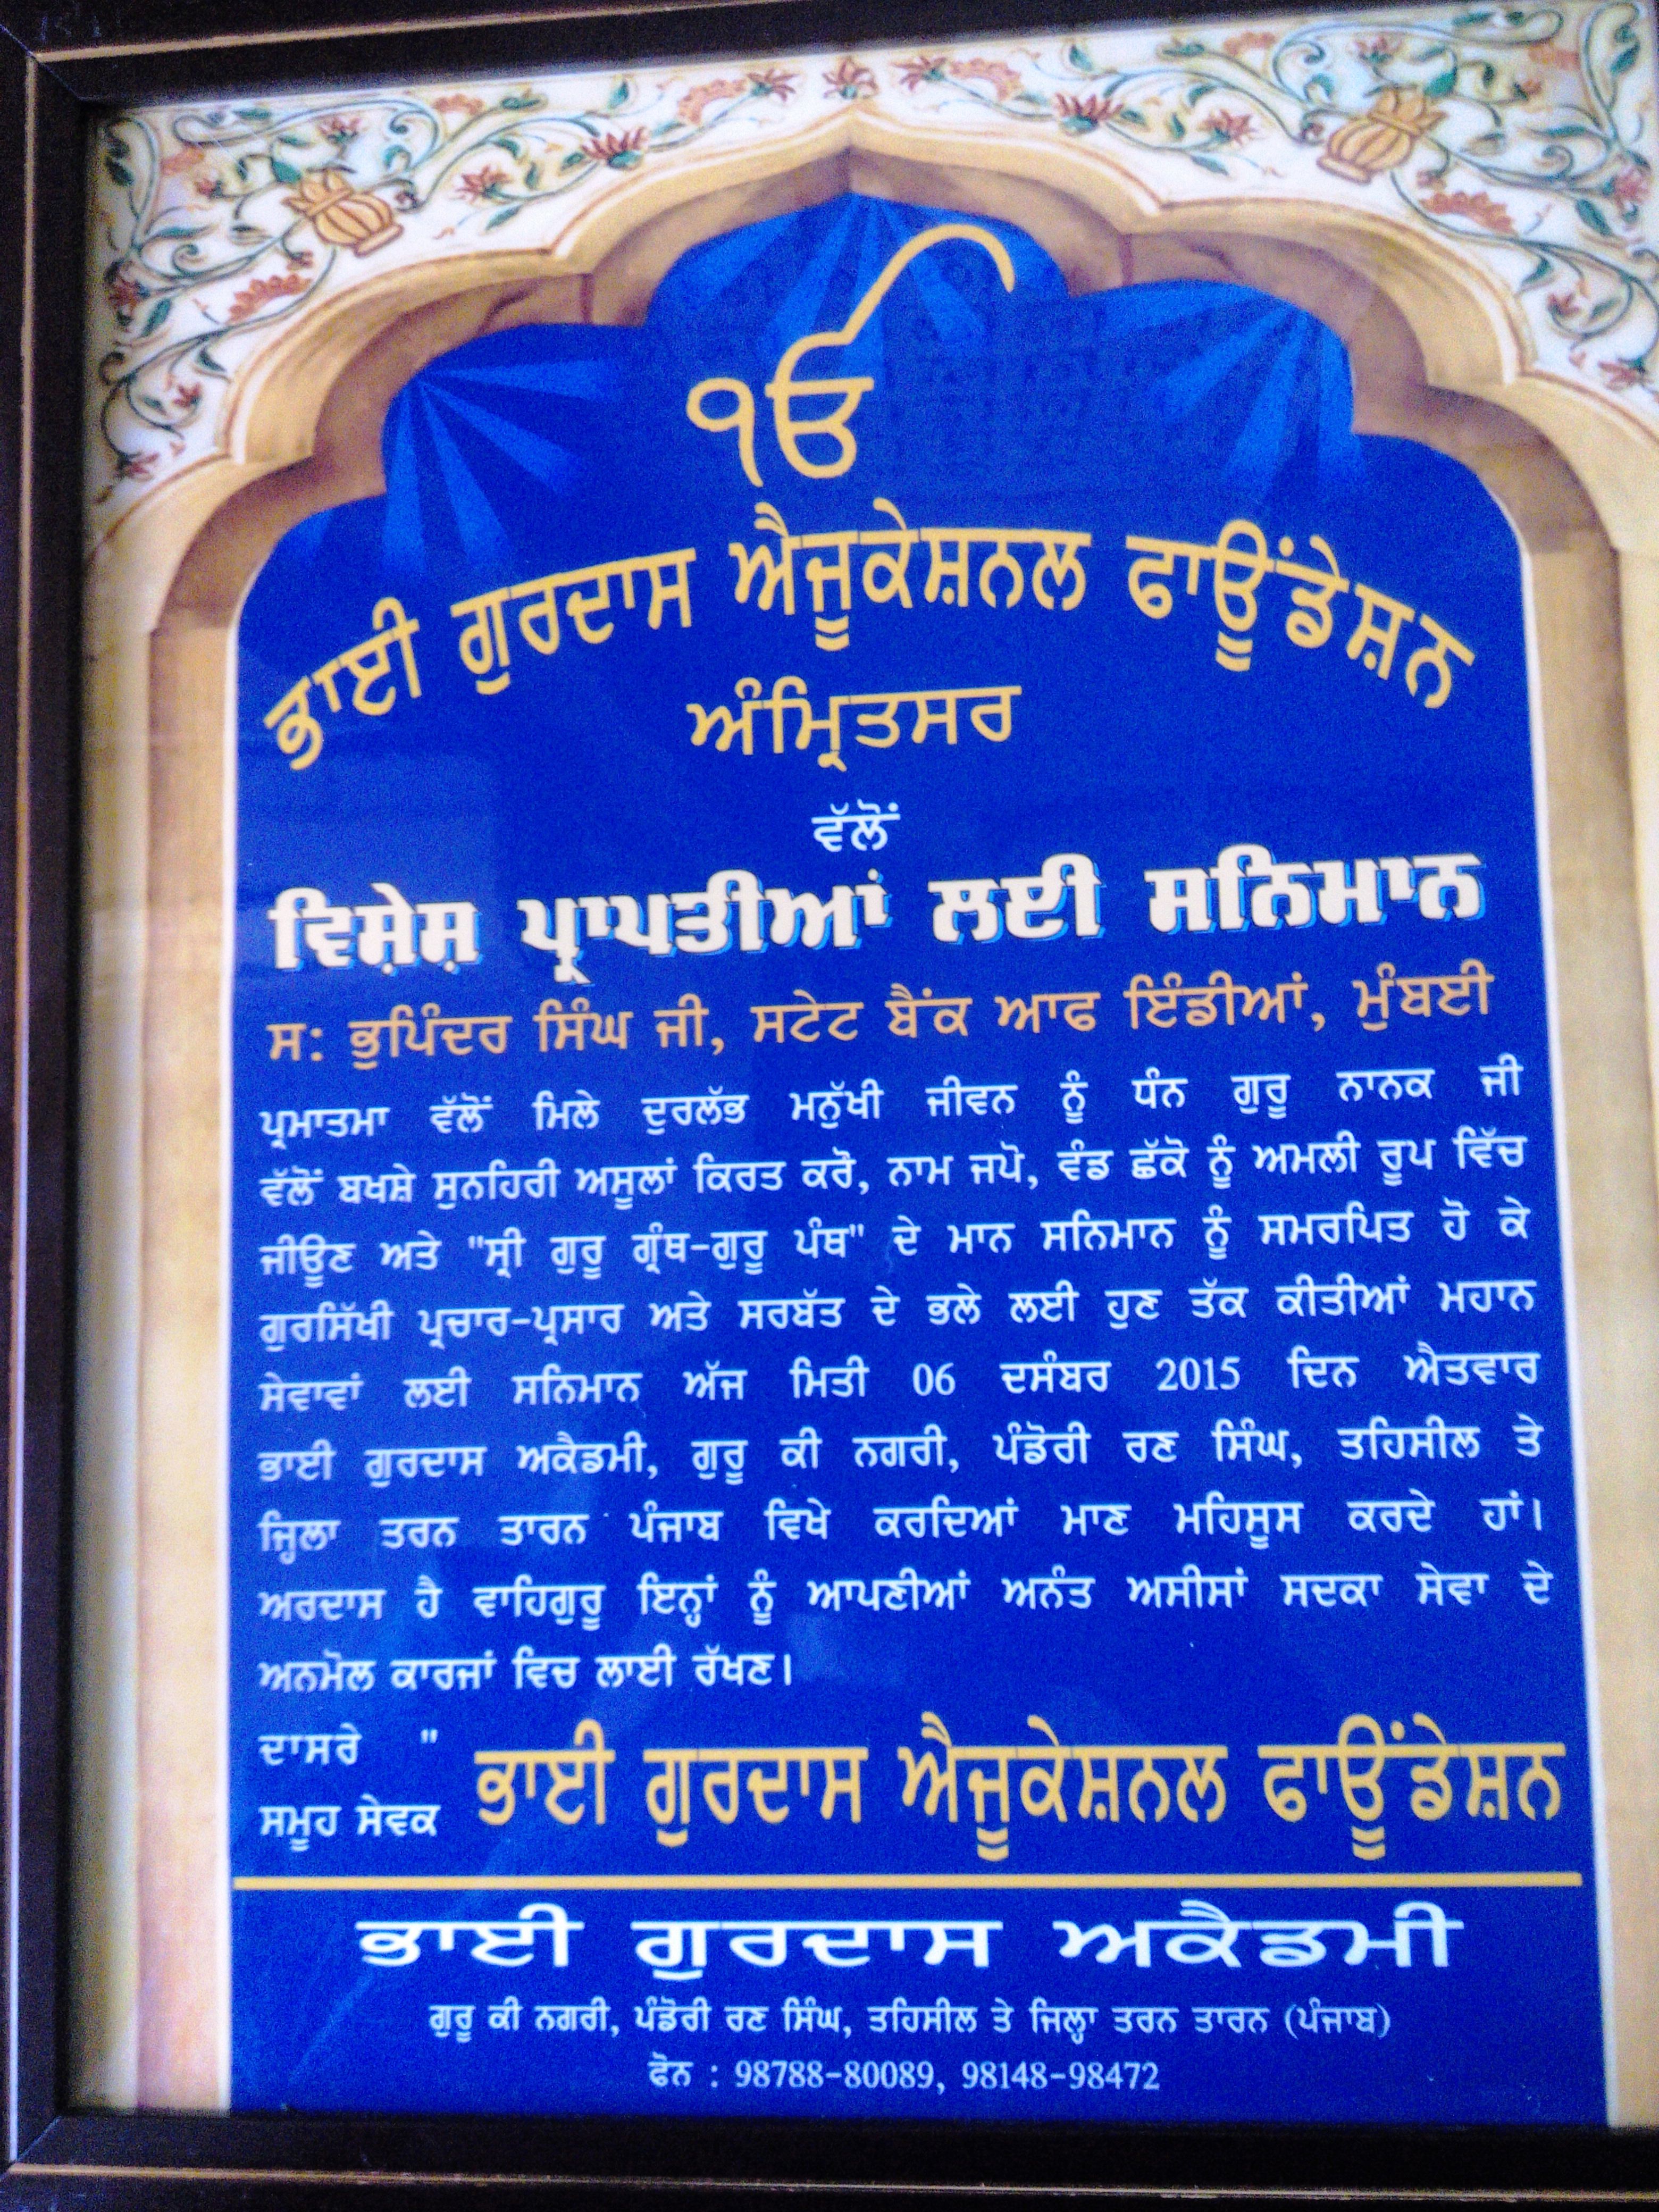 ੴ
ਭਾਈ ਗੁਰਦਾਸ ਐਜੂਕੇਸ਼ਨਲ ਫਾਊਂਡੇਸ਼ਨ
ਅੰਮ੍ਰਿਤਸਰ
ਵੱਲੋਂ
ਵਿਸ਼ੇਸ਼ ਪ੍ਰਾਪਤੀਆਂ ਲਈ ਸਨਿਮਾਨ
ਸ: ਭੁਪਿੰਦਰ ਸਿੰਘ ਜੀ, ਸਟੇਟ ਬੈਂਕ ਆਫ ਇੰਡੀਆਂ, ਮੁੰਬਈ
ਪ੍ਰਮਾਤਮਾ ਵੱਲੋਂ ਮਿਲੇ ਦੁਰਲੱਭ ਮਨੁੱਖੀ ਜੀਵਨ ਨੂੰ ਧੰਨ ਗੁਰੂ ਨਾਨਕ ਜੀ
ਵੱਲੋਂ ਬਖਸ਼ੇ ਸੁਨਹਿਰੀ ਅਸੂਲਾਂ ਕਿਰਤ ਕਰੋ, ਨਾਮ ਜਪੋ, ਵੰਡ ਛੱਕੋ ਨੂੰ ਅਮਲੀ ਰੂਪ ਵਿੱਚ
ਜੀਊਣ ਅਤੇ "ਸ੍ਰੀ ਗੁਰੂ ਗ੍ਰੰਥ-ਗੁਰੂ ਪੰਥ" ਦੇ ਮਾਨ ਸਨਿਮਾਨ ਨੂੰ ਸਮਰਪਿਤ ਹੋ ਕੇ
ਗੁਰਸਿੱਖੀ ਪ੍ਰਚਾਰ-ਪ੍ਰਸਾਰ ਅਤੇ ਸਰਬੱਤ ਦੇ ਭਲੇ ਲਈ ਹੁਣ ਤੱਕ ਕੀਤੀਆਂ ਮਹਾਨ
ਸੇਵਾਵਾਂ ਲਈ ਸਨਿਮਾਨ ਅੱਜ ਮਿਤੀ 06 ਦਸੰਬਰ 2015 ਦਿਨ ਐਤਵਾਰ
ਭਾਈ ਗੁਰਦਾਸ ਅਕੈਡਮੀ, ਗੁਰੂ ਕੀ ਨਗਰੀ, ਪੰਡੋਰੀ ਰਣ ਸਿੰਘ, ਤਹਿਸੀਲ ਤੇ
ਜ੍ਹਿਲਾ ਤਰਨ ਤਾਰਨ ਪੰਜਾਬ ਵਿਖੇ ਕਰਦਿਆਂ ਮਾਣ ਮਹਿਸੂਸ ਕਰਦੇ ਹਾਂ।
ਅਰਦਾਸ ਹੈ ਵਾਹਿਗੁਰੂ ਇਨ੍ਹਾਂ ਨੂੰ ਆਪਣੀਆਂ ਅਨੰਤ ਅਸੀਸਾਂ ਸਦਕਾ ਸੇਵਾ ਦੇ
ਅਨਮੋਲ ਕਾਰਜਾਂ ਵਿਚ ਲਾਈ ਰੱਖਣ।
ਦਾਸਰੇ "
ਸਮੂਹ ਸੇਵਕ ਭਾਈ ਗੁਰਦਾਸ ਐਜੂਕੇਸ਼ਨਲ ਫਾਊਂਡੇਸ਼ਨ
ਭਾਈ ਗੁਰਦਾਸ ਅਕੈਡਮੀ
ਗੁਰੂ ਕੀ ਨਗਰੀ, ਪੰਡੋਰੀ ਰਣ ਸਿੰਘ, ਤਹਿਸੀਲ ਤੇ ਜਿਲ੍ਹਾ ਤਰਨ ਤਾਰਨ (ਪੰਜਾਬ)
ਫੋਨ : 98788-80089, 98148-98472